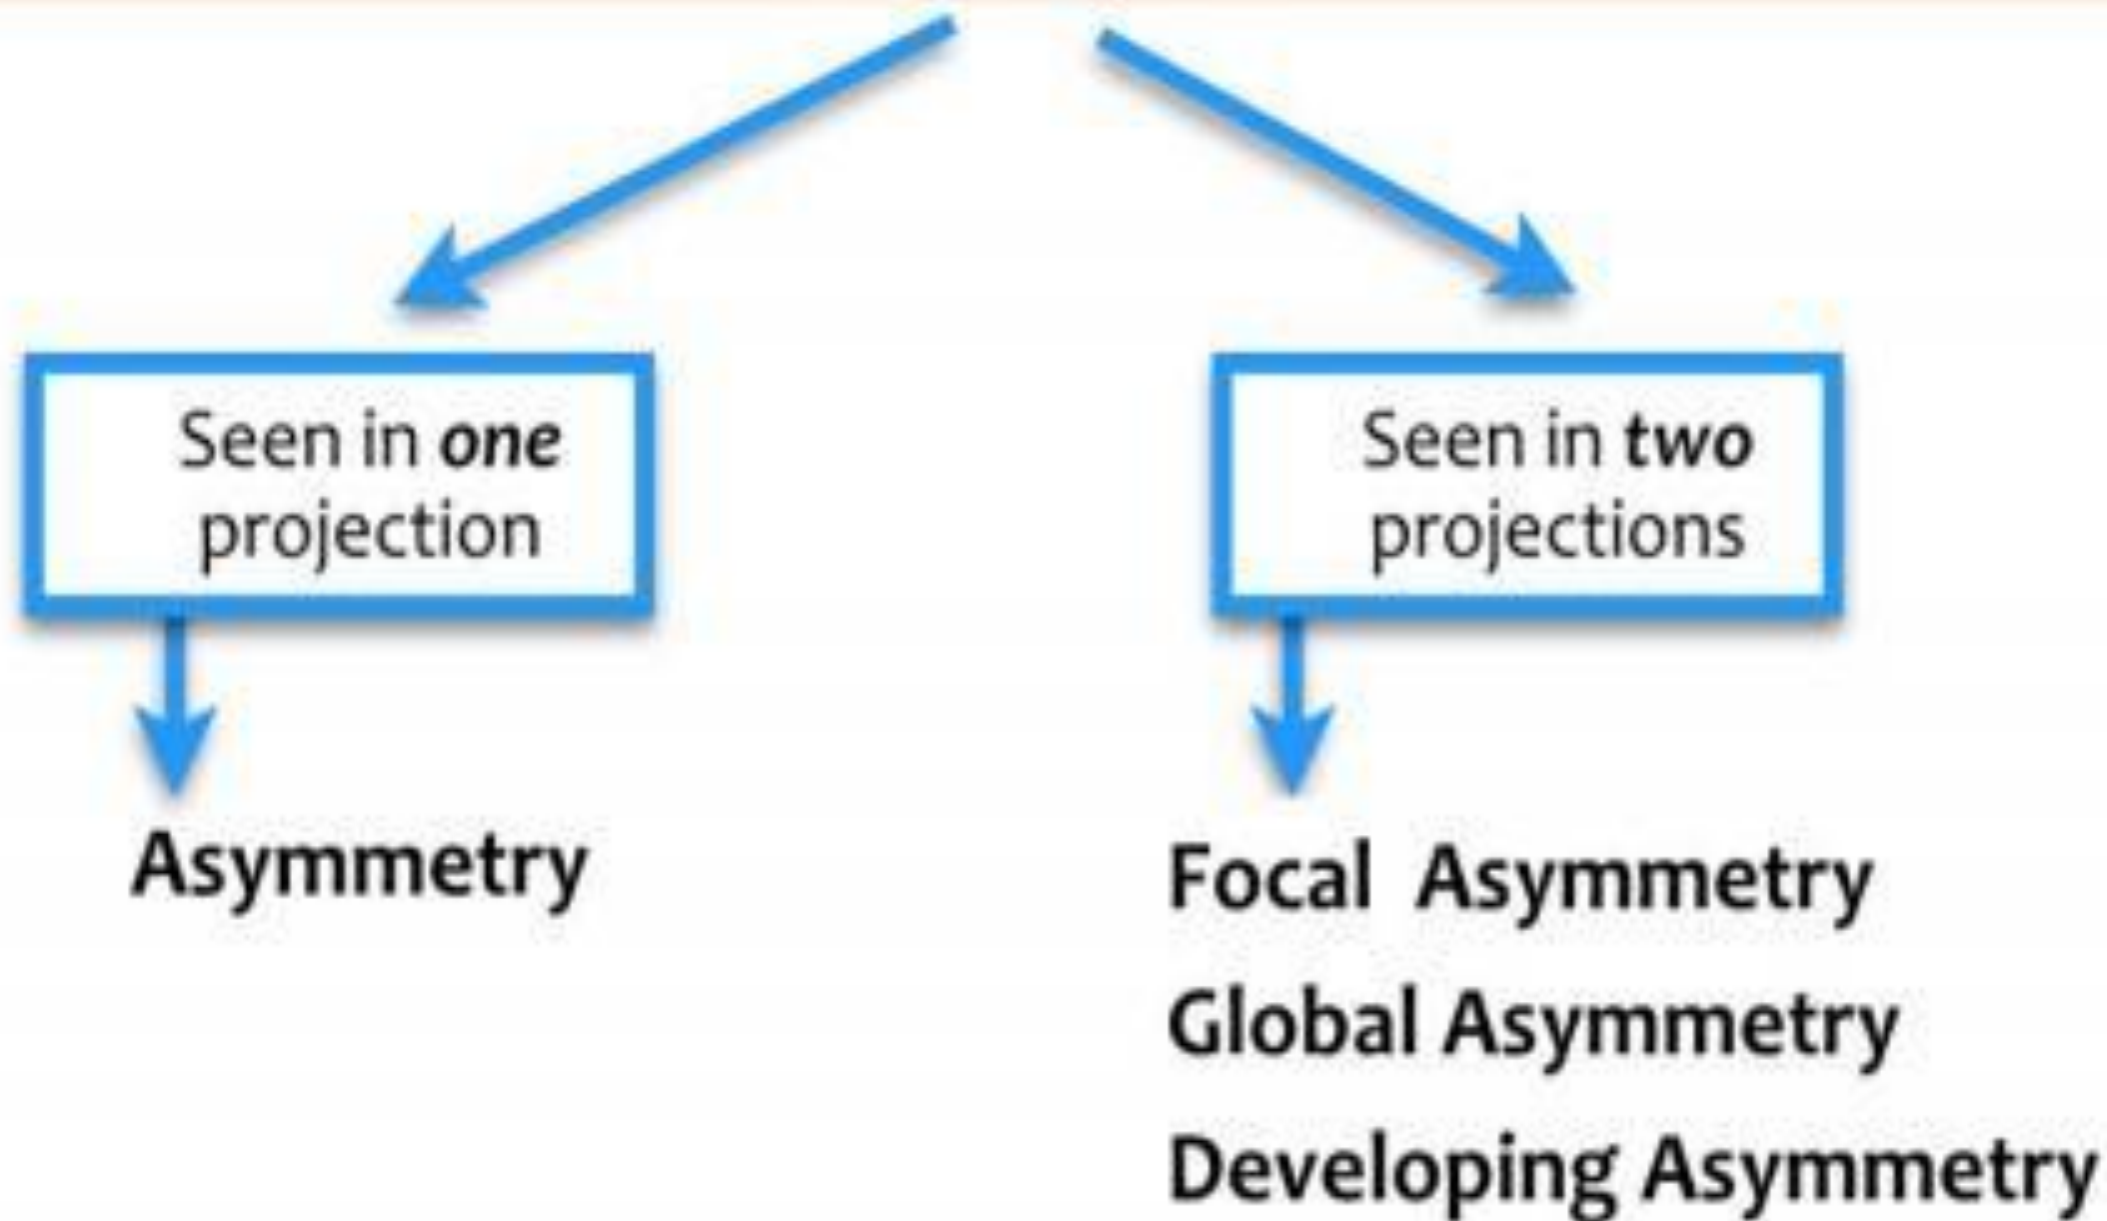 Seen in one
projection
Seen in two
projections
Asymmetry
Focal Asymmetry
Global Asymmetry
Developing Asymmetry